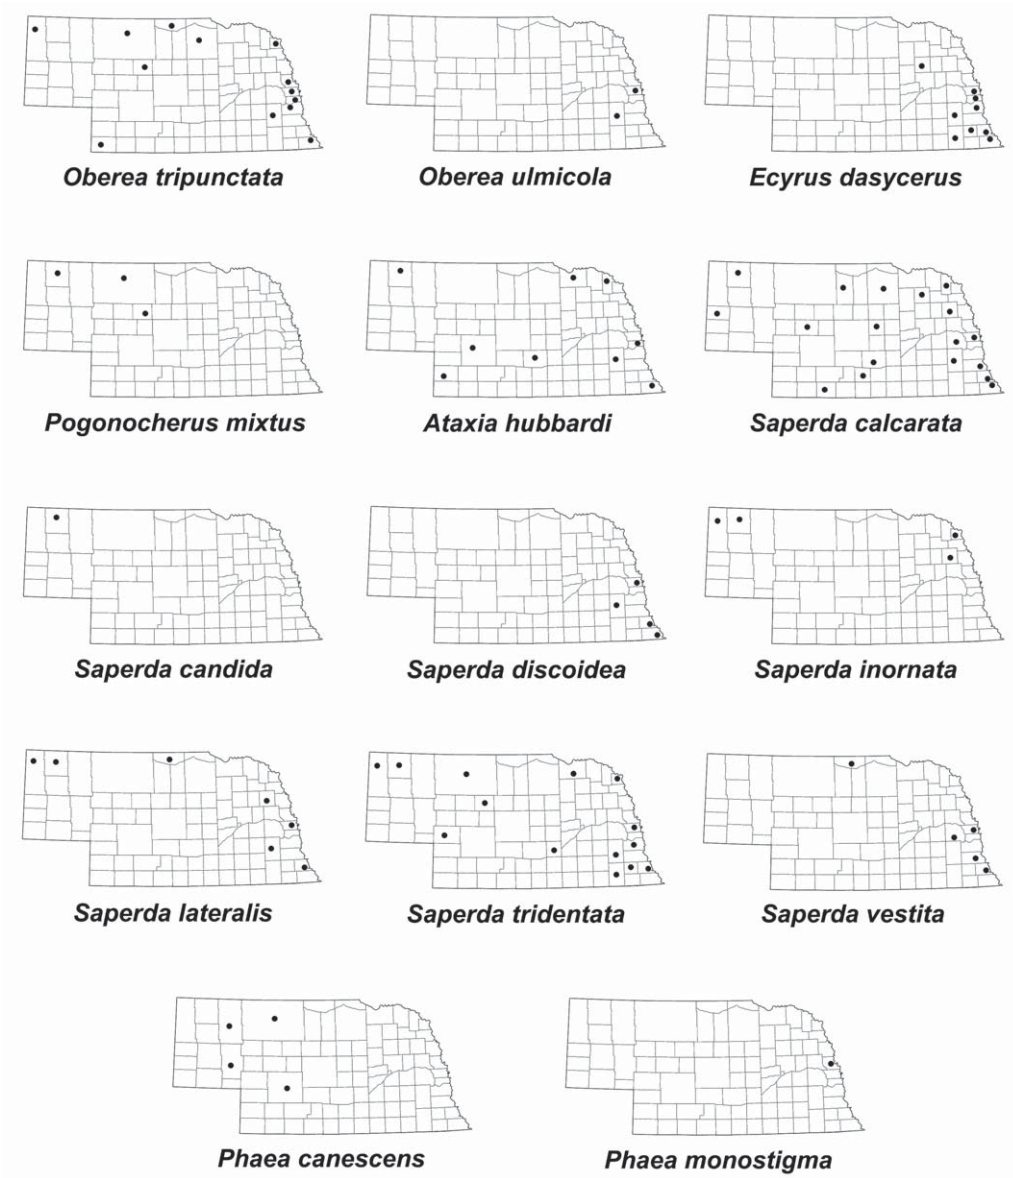 Oberea tripunctata
Oberea ulmicola
Ecyrus dasycerus
Pogonocherus mixtus
Ataxia hubbardi
Saperda calcarata
Saperda candida
Saperda discoidea
Saperda inornata
Saperda lateralis
Saperda tridentata
Saperda vestita
Phaea canescens
Phaea monostigma